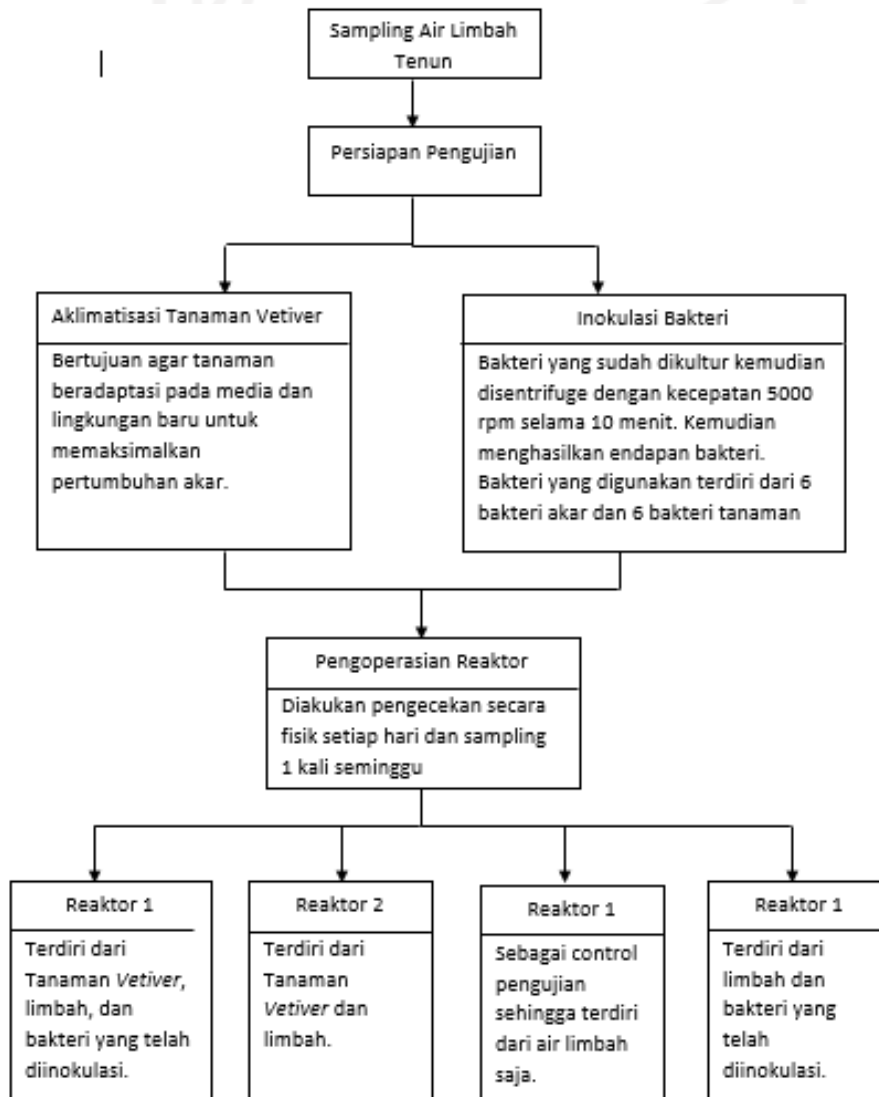 Sampling Air Limbah
Tenun
Persiapan Pengujian
Aklimatisasi Tanaman Vetiver
Bertujuan agar tanaman
beradaptasi pada media dan
lingkungan baru untuk
memaksimalkan
pertumbuhan akar.
Inokulasi Bakteri
Bakteri yang sudah dikultur kemudian
disentrifuge dengan kecepatan 5000
rpm selama 10 menit. Kemudian
menghasilkan endapan bakteri.
Bakteri yang digunakan terdiri dari 6
bakteri akar dan 6 bakteri tanaman
Pengoperasian Reaktor
Diakukan pengecekan secara
fisik setiap hari dan sampling
1 kali seminggu
Reaktor 1
Terdiri dari
Tanaman Vetiver,
limbah, dan
bakteri yang telah
diinokulasi.
Reaktor 2
Terdiri dari
Tanaman
Vetiver dan
limbah.
Reaktor 1
Sebagai control
pengujian
sehingga terdiri
dari air limbah
saja.
Reaktor 1
Terdiri dari
limbah dan
bakteri yang
telah
diinokulasi.